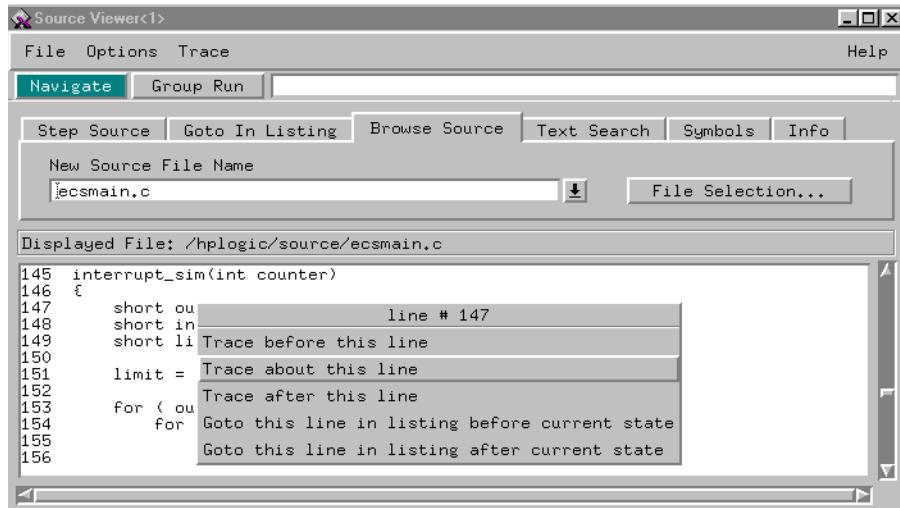 Source Viewer<1>
File Options Trace Help
Navigate Group Run
Step Source Goto In Listing Browse Source Text Search Symbols Info
New Source File Name
ecsmain.c File Selection...
Displayed File: /hplogic/source/ecsmain.c
145 interrupt_sim(int counter)
146 {
147 short ou
line # 147
148 short in
149 short li
Trace before this line
150
151 limit =
Trace about this line
152
Trace after this line
153 for ( ou
154 for
Goto this line in listing before current state
155
Goto this line in listing after current state
156